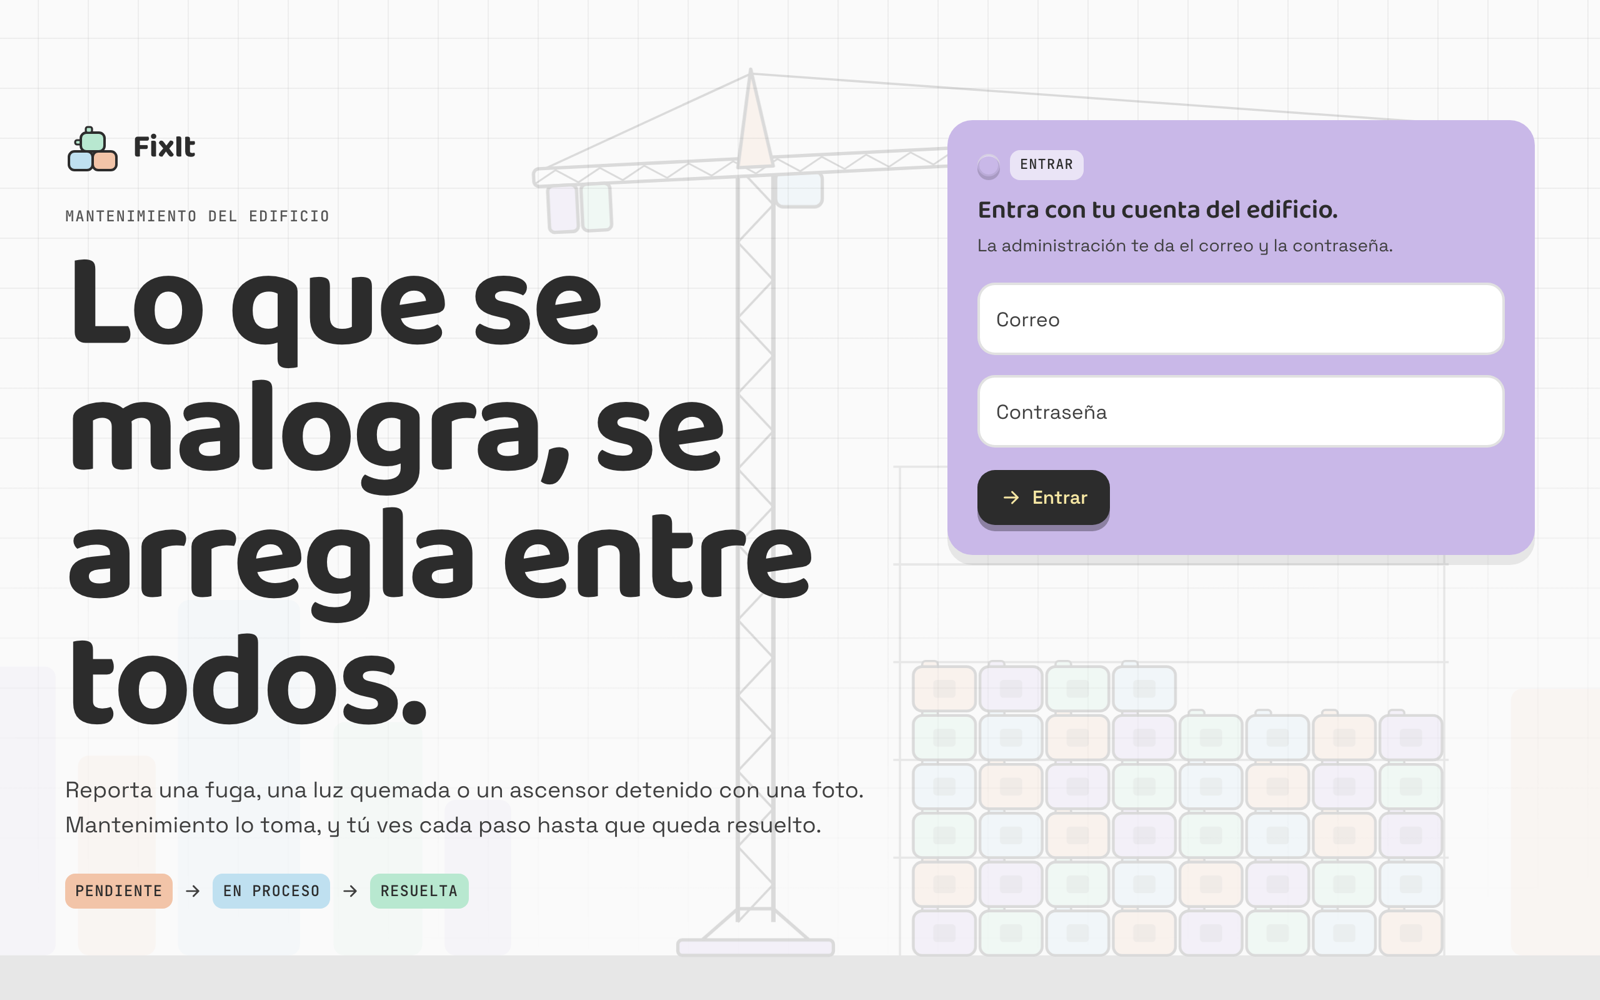 FixIt
MANTENIMIENTO DEL EDIFICIO
Lo que se
malogra, se
arregla entre
todos.
Reporta una fuga, una luz quemada o un ascensor detenido con una foto.
Mantenimiento lo toma, y tú ves cada paso hasta que queda resuelto.
PENDIENTE → EN PROCESO → RESUELTA
ENTRAR
Entra con tu cuenta del edificio.
La administración te da el correo y la contraseña.
Correo
Contraseña
→ Entrar